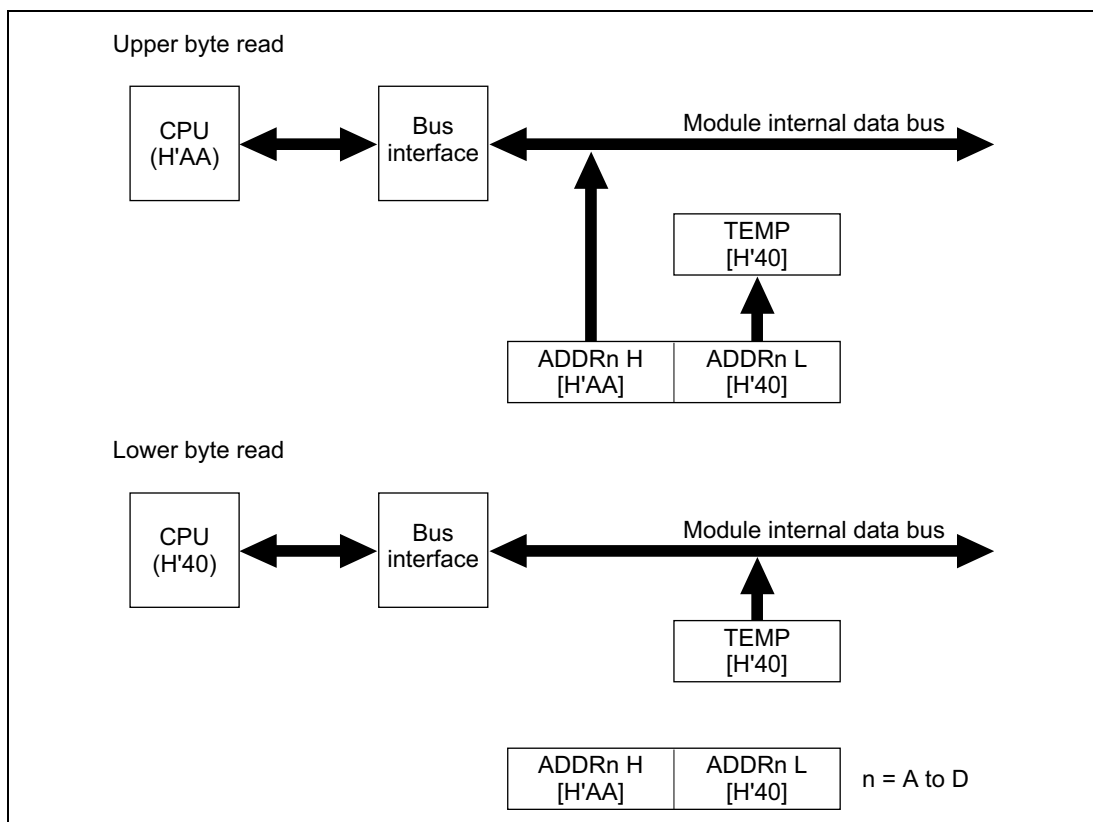 Upper byte read
CPU
(H'AA)
Bus
interface
Module internal data bus
TEMP
[H'40]
ADDRn H
[H'AA]
ADDRn L
[H'40]
Lower byte read
CPU
(H'40)
Bus
interface
Module internal data bus
TEMP
[H'40]
ADDRn H
[H'AA]
ADDRn L
[H'40]
n = A to D